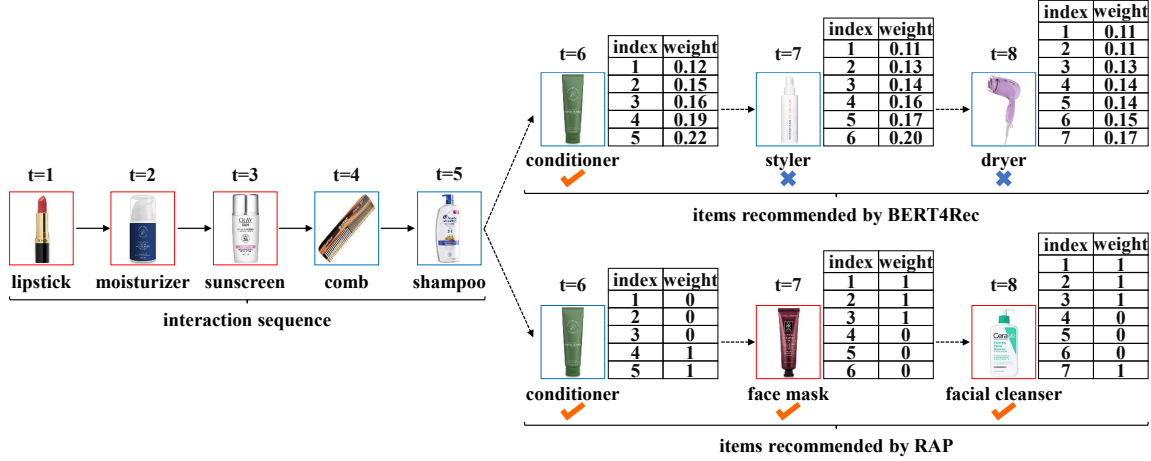 t=1
t=2
t=3
t=4
t=5
lipstick
moisturizer
sunscreen
comb
shampoo
interaction sequence
t=6
index weight
1 0.12
2 0.15
3 0.16
4 0.19
5 0.22
conditioner
t=7
index weight
1 0.11
2 0.13
3 0.14
4 0.16
5 0.17
6 0.20
styler
t=8
index weight
1 0.11
2 0.11
3 0.13
4 0.14
5 0.14
6 0.15
7 0.17
dryer
items recommended by BERT4Rec
t=6
index weight
1 0
2 0
3 0
4 1
5 1
conditioner
t=7
index weight
1 1
2 1
3 1
4 0
5 0
6 0
face mask
t=8
index weight
1 1
2 1
3 1
4 0
5 0
6 0
7 1
facial cleanser
items recommended by RAP